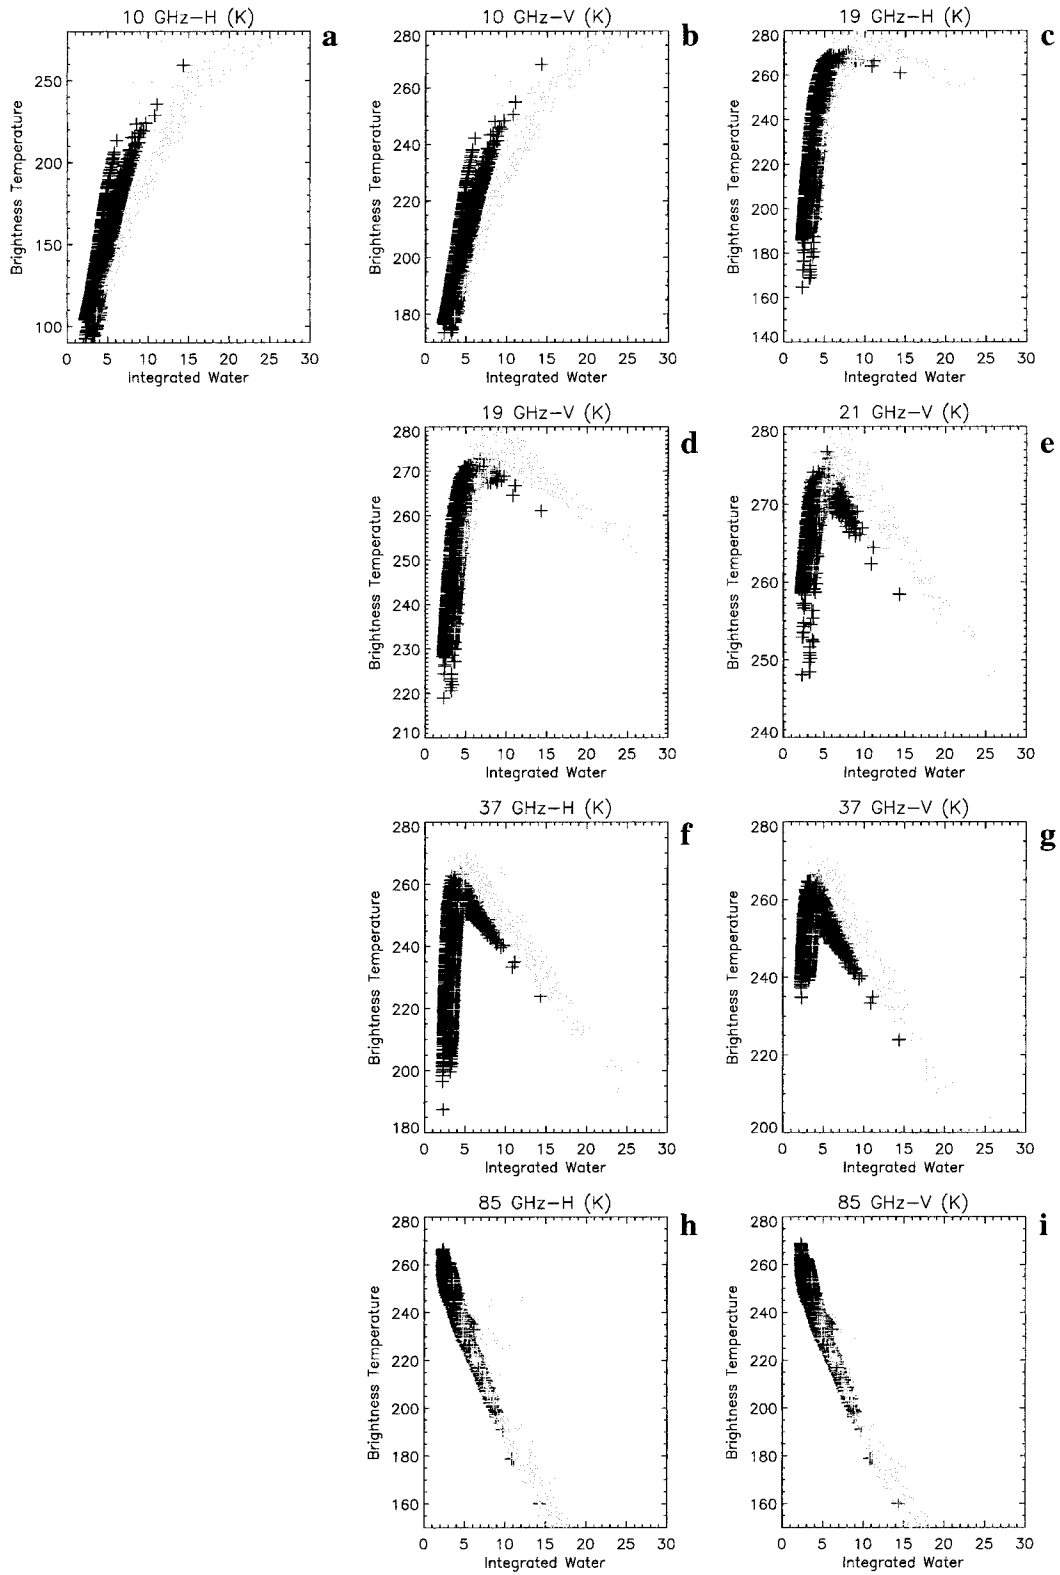 10 GHz-H (K)
a
250
200
150
100
Brightness Temperature
0 5 10 15 20 25 30
Integrated Water
10 GHz-V (K)
b
280
260
240
220
200
180
Brightness Temperature
0 5 10 15 20 25 30
Integrated Water
19 GHz-H (K)
c
280
260
240
220
200
180
160
140
Brightness Temperature
0 5 10 15 20 25 30
Integrated Water
19 GHz-V (K)
d
280
270
260
250
240
230
220
210
Brightness Temperature
0 5 10 15 20 25 30
Integrated Water
21 GHz-V (K)
e
280
270
260
250
240
Brightness Temperature
0 5 10 15 20 25 30
Integrated Water
37 GHz-H (K)
f
280
260
240
220
200
180
Brightness Temperature
0 5 10 15 20 25 30
Integrated Water
37 GHz-V (K)
g
280
260
240
220
200
Brightness Temperature
0 5 10 15 20 25 30
Integrated Water
85 GHz-H (K)
h
280
260
240
220
200
180
160
Brightness Temperature
0 5 10 15 20 25 30
Integrated Water
85 GHz-V (K)
i
280
260
240
220
200
180
160
Brightness Temperature
0 5 10 15 20 25 30
Integrated Water